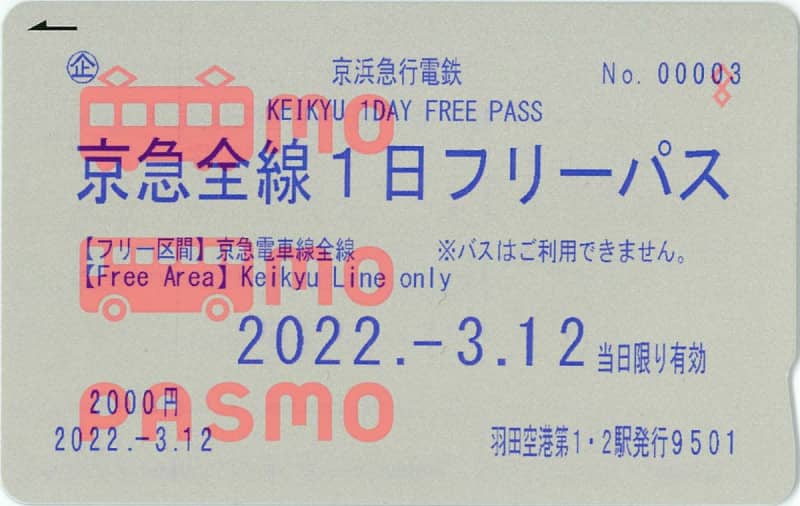 企 京浜急行電鉄 No. 00003
KEIKYU 1DAY FREE PASS
mo
京急全線1日フリーパス
【フリー区間】京急電車線全線 ※バスはご利用できません。
【Free Area】Keikyu Line only
mo
2022.-3.12 当日限り有効
PASMO
2000円
2022.-3.12 羽田空港第1・2駅発行9501